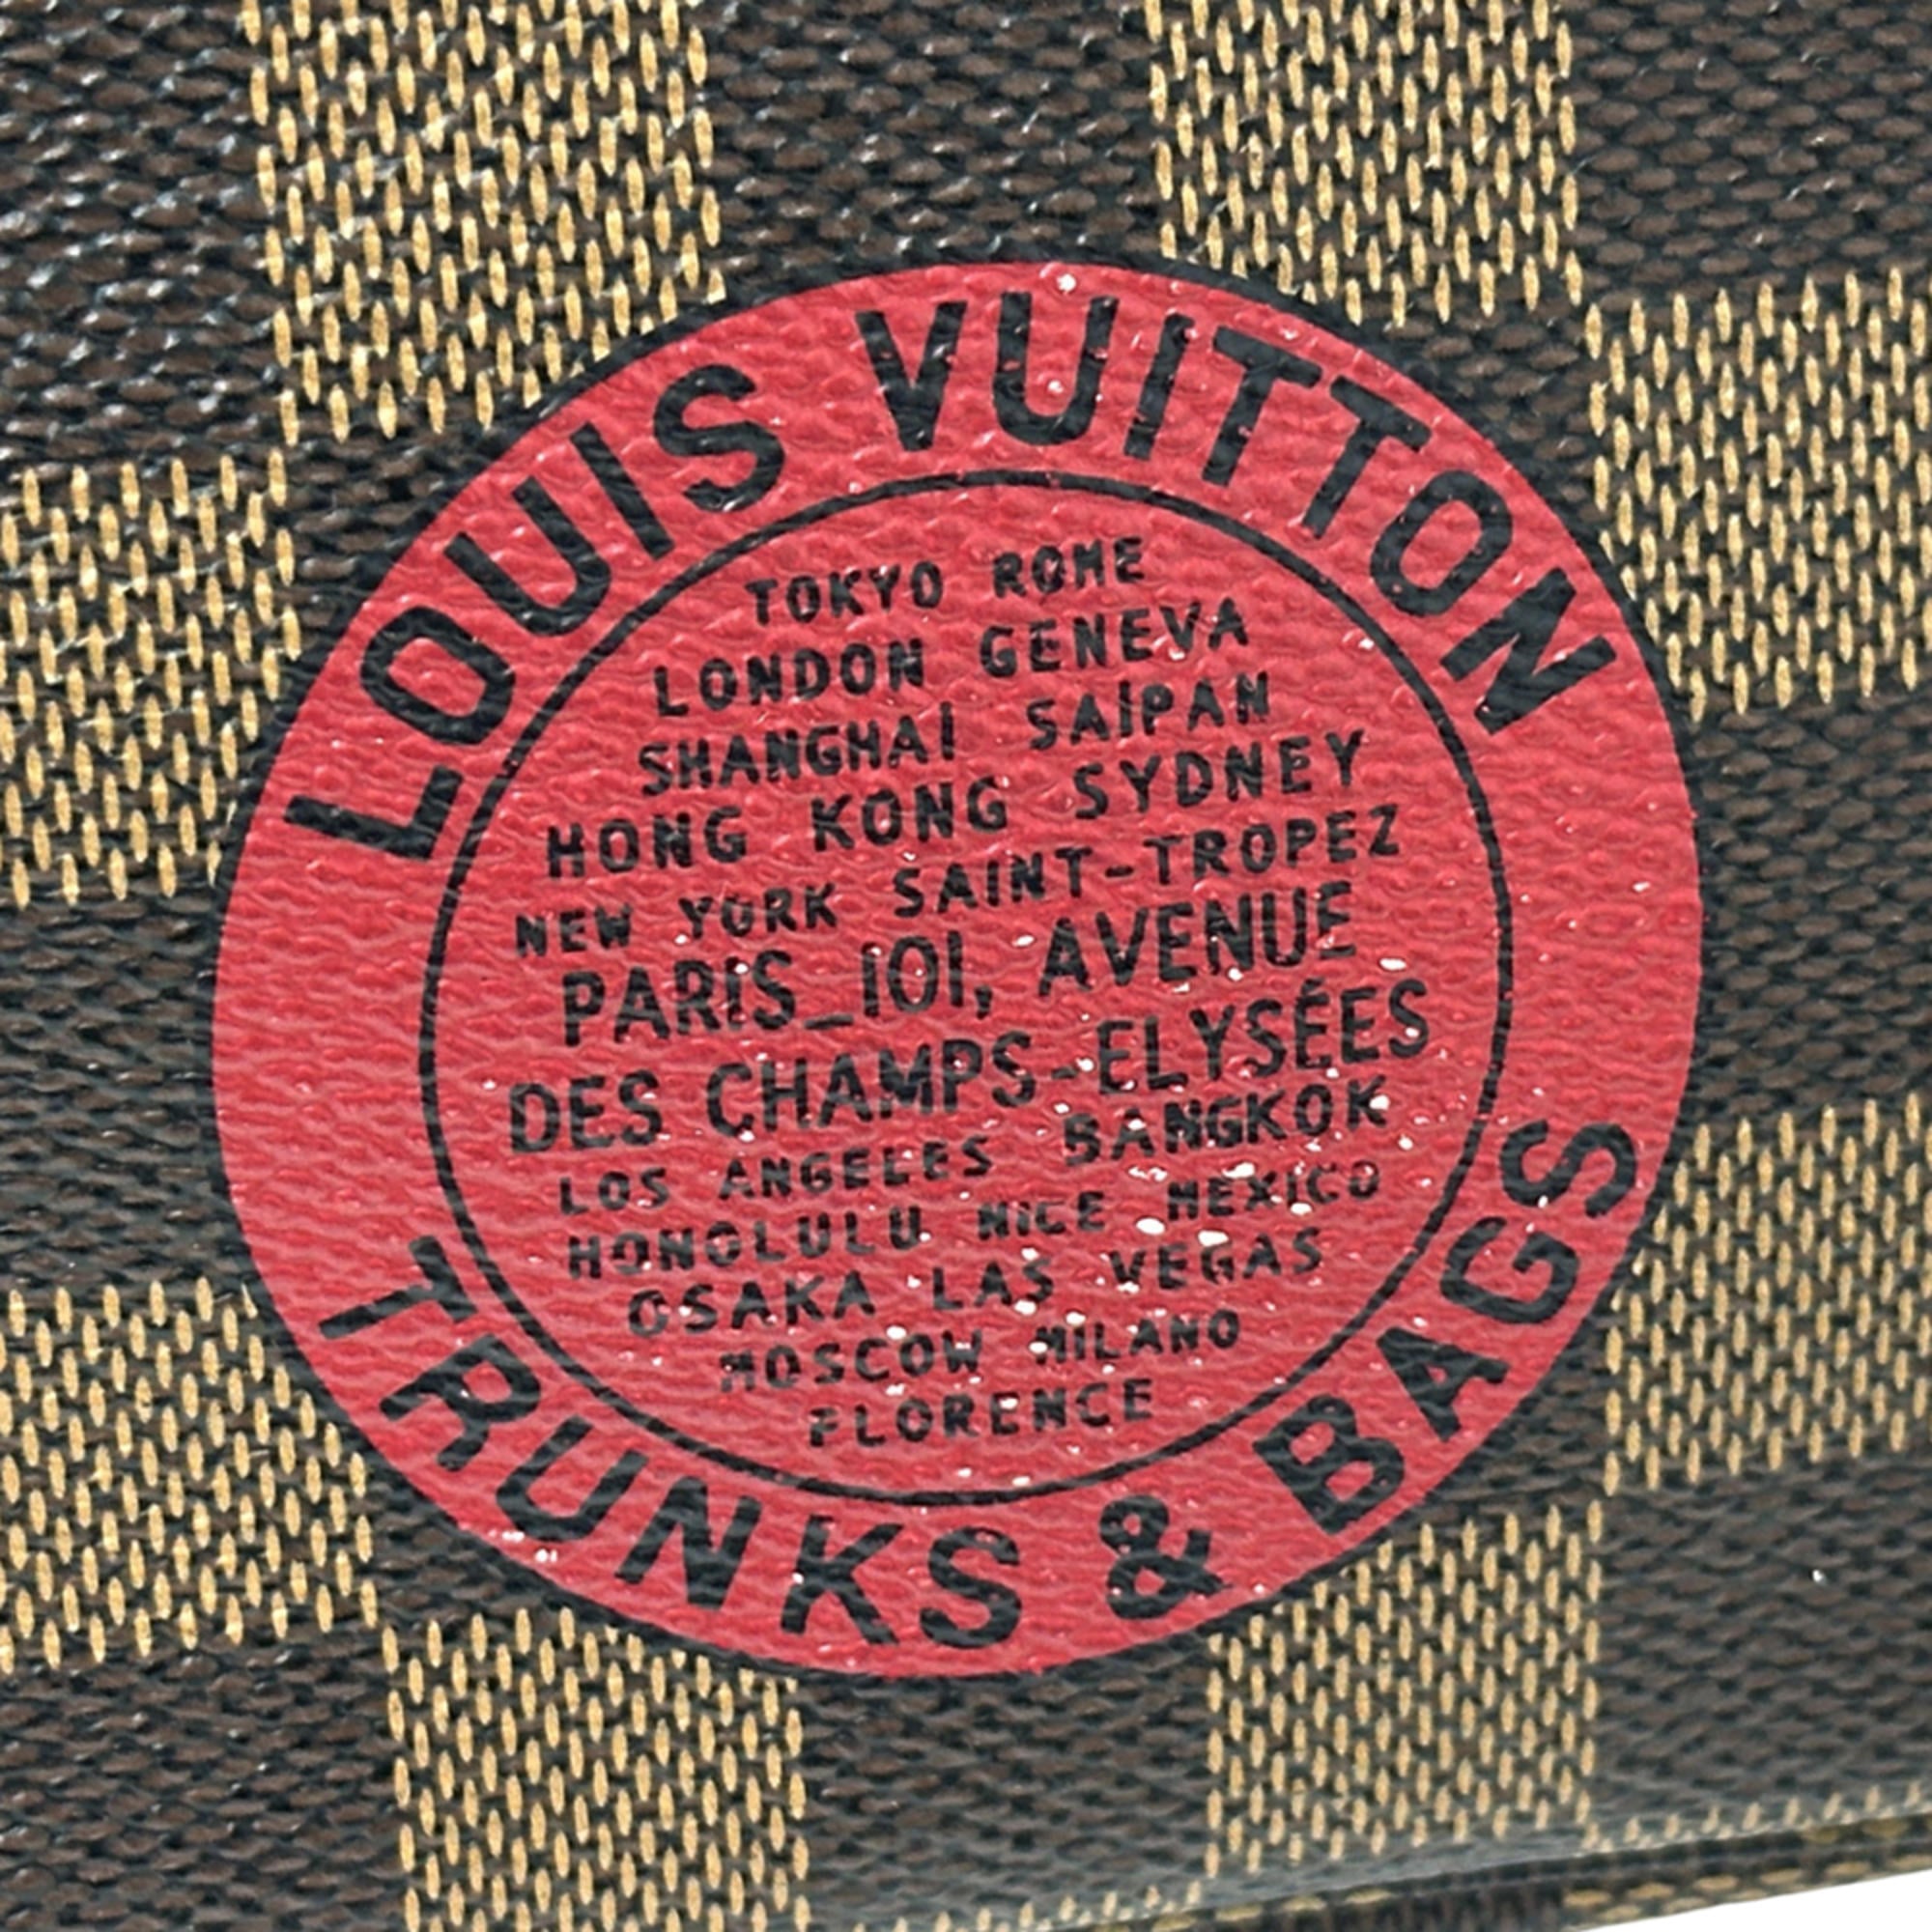 LOUIS VUITTON
TOKYO ROME
LONDON GENEVA
SHANGHAI SAIPAN
HONG KONG SYDNEY
NEW YORK SAINT-TROPEZ
PARIS_101, AVENUE
DES CHAMPS-ELYSÉES
LOS ANGELES BANGKOK
HONOLULU NICE MEXICO
OSAKA LAS VEGAS
MOSCOW MILANO
FLORENCE
TRUNKS & BAGS